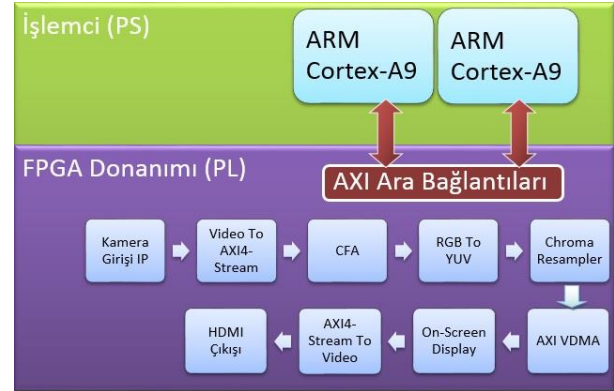 İşlemci (PS)
ARM
Cortex-A9
ARM
Cortex-A9
FPGA Donanımı (PL)
AXI Ara Bağlantıları
Kamera
Girişi IP
Video To
AXI4-
Stream
CFA
RGB To
YUV
Chroma
Resampler
HDMI
Çıkışı
AXI4-
Stream To
Video
On-Screen
Display
AXI VDMA